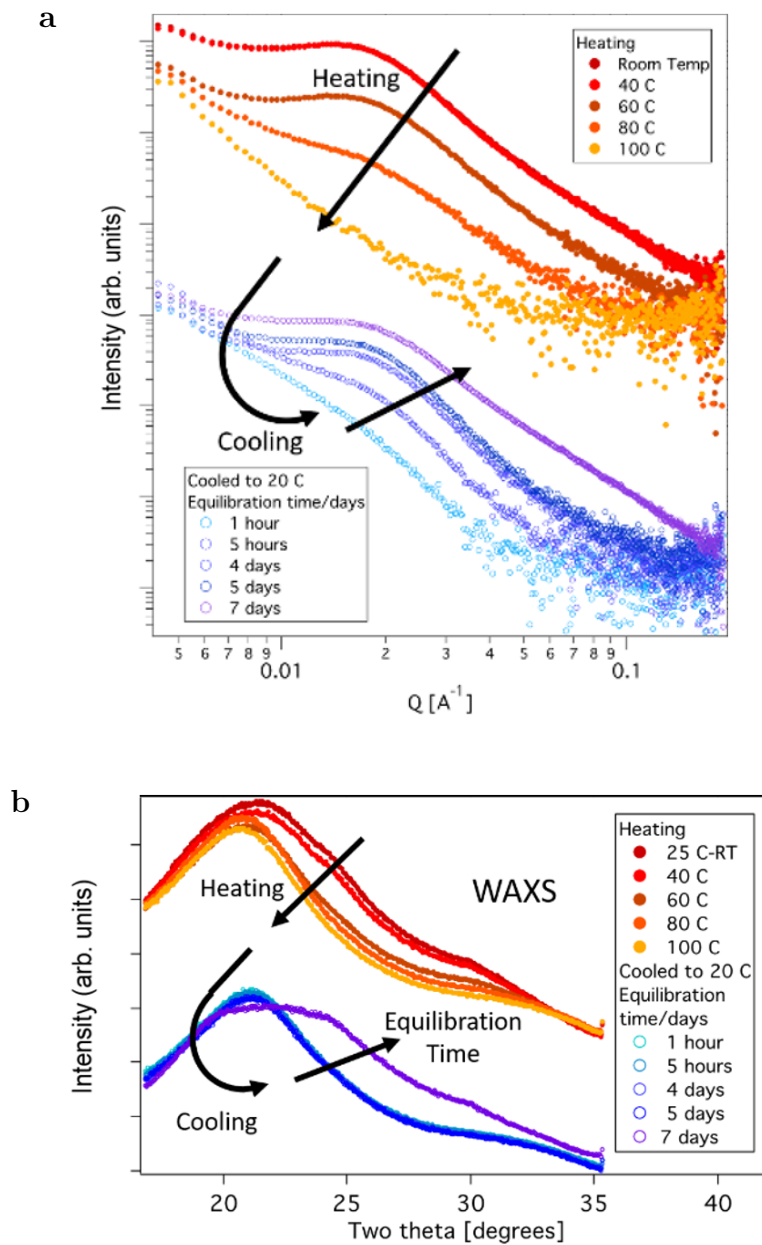 a
Heating
Room Temp
40 C
60 C
80 C
100 C
Heating
Intensity (arb. units)
Cooling
Cooled to 20 C
Equilibration time/days
1 hour
5 hours
4 days
5 days
7 days
5 6 7 8 9 2 3 4 5 6 7 8 9
0.01 0.1
Q [A⁻¹]
b
Heating
25 C-RT
40 C
60 C
80 C
100 C
Cooled to 20 C
Equilibration
time/days
1 hour
5 hours
4 days
5 days
7 days
WAXS
Heating
Intensity (arb. units)
Equilibration
Time
Cooling
20 25 30 35 40
Two theta [degrees]